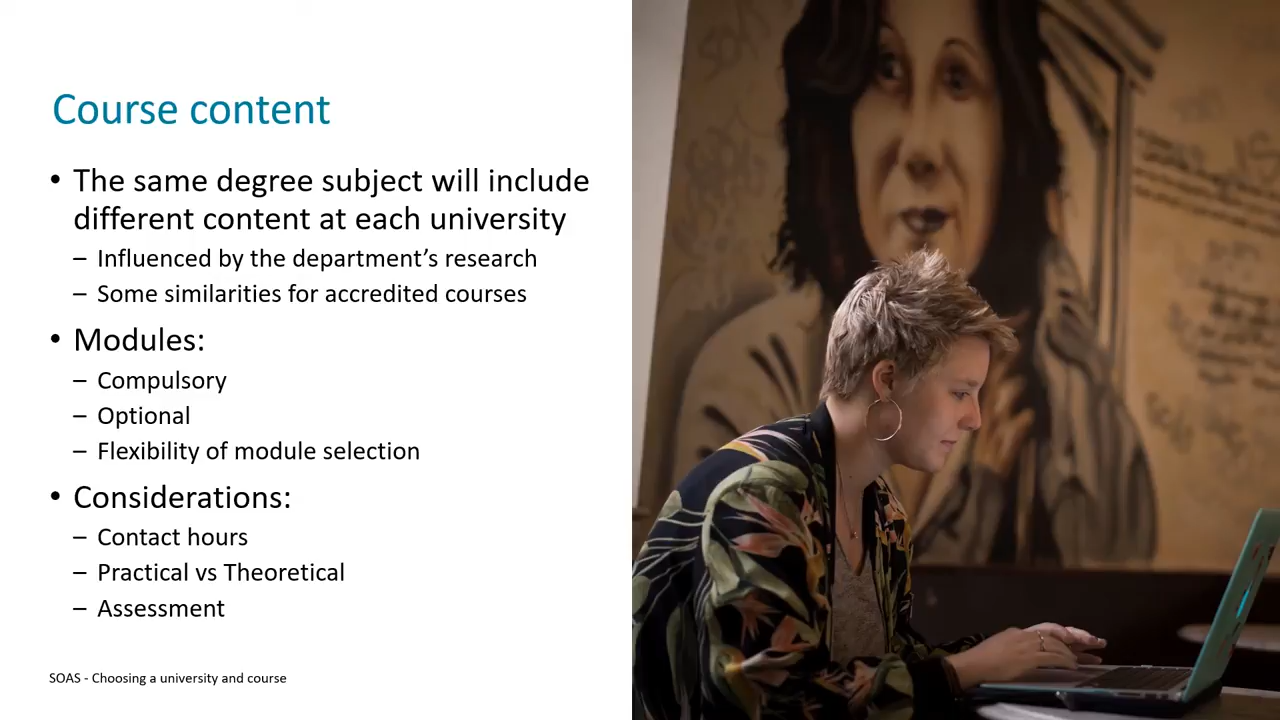 Course content
• The same degree subject will include
different content at each university
– Influenced by the department’s research
– Some similarities for accredited courses
• Modules:
– Compulsory
– Optional
– Flexibility of module selection
• Considerations:
– Contact hours
– Practical vs Theoretical
– Assessment
SOAS - Choosing a university and course